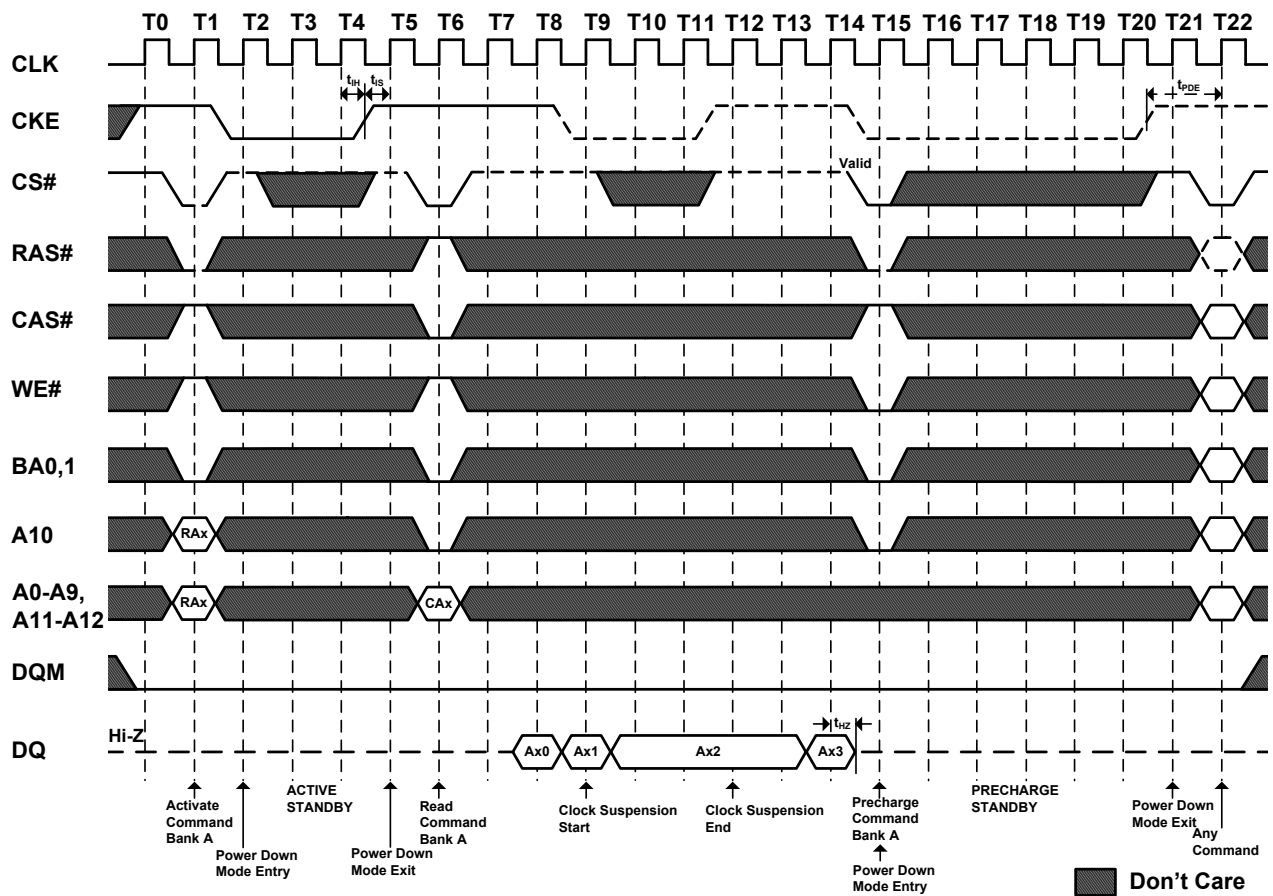 T0 T1 T2 T3 T4 T5 T6 T7 T8 T9 T10 T11 T12 T13 T14 T15 T16 T17 T18 T19 T20 T21 T22
CLK
tIH tIS
tPDE
CKE
CS#
Valid
RAS#
CAS#
WE#
BA0,1
A10
RAx
A0-A9,
A11-A12
RAx
CAx
DQM
Hi-Z
tHZ
DQ
Ax0 Ax1 Ax2 Ax3
Activate
Command
Bank A
Power Down
Mode Entry
ACTIVE
STANDBY
Power Down
Mode Exit
Read
Command
Bank A
Clock Suspension
Start
Clock Suspension
End
Precharge
Command
Bank A
Power Down
Mode Entry
PRECHARGE
STANDBY
Power Down
Mode Exit
Any
Command
Don't Care